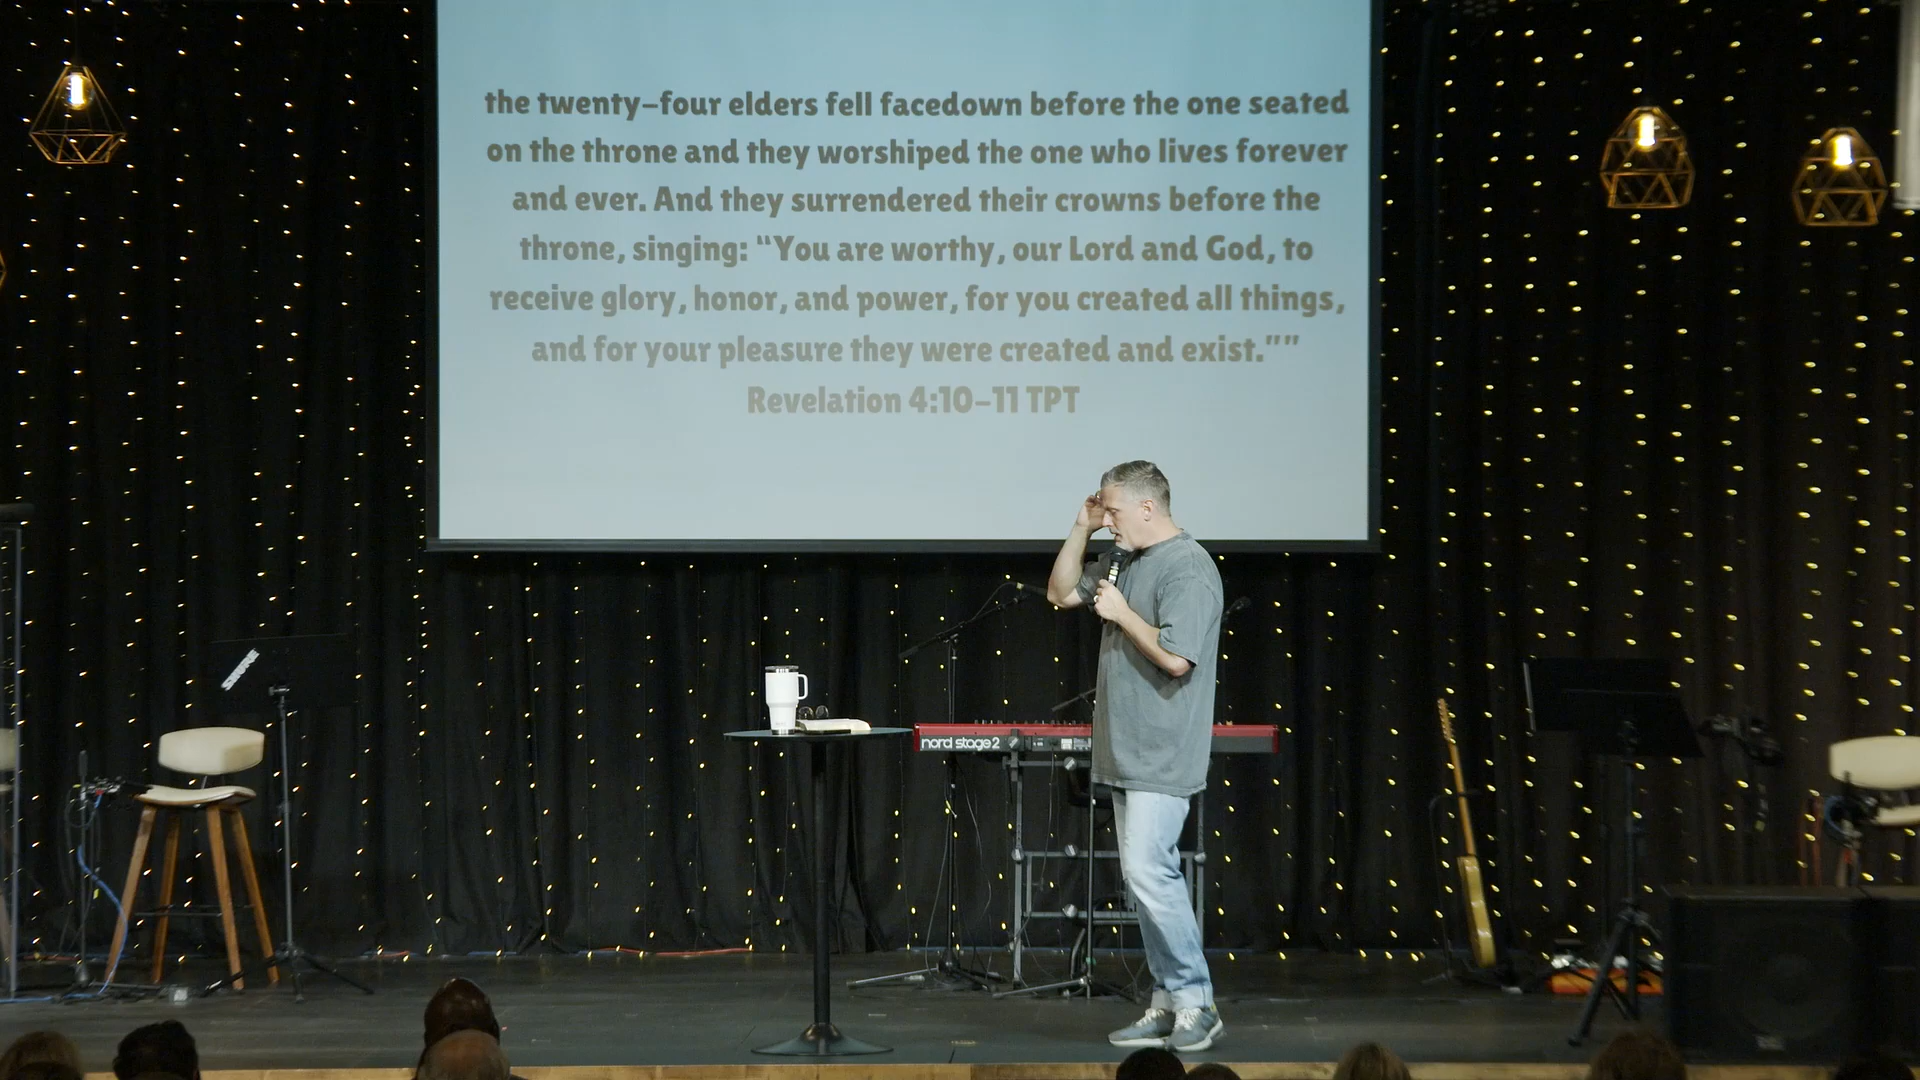 the twenty-four elders fell facedown before the one seated
on the throne and they worshiped the one who lives forever
and ever. And they surrendered their crowns before the
throne, singing: “You are worthy, our Lord and God, to
receive glory, honor, and power, for you created all things,
and for your pleasure they were created and exist.””
Revelation 4:10-11 TPT
nord stage 2